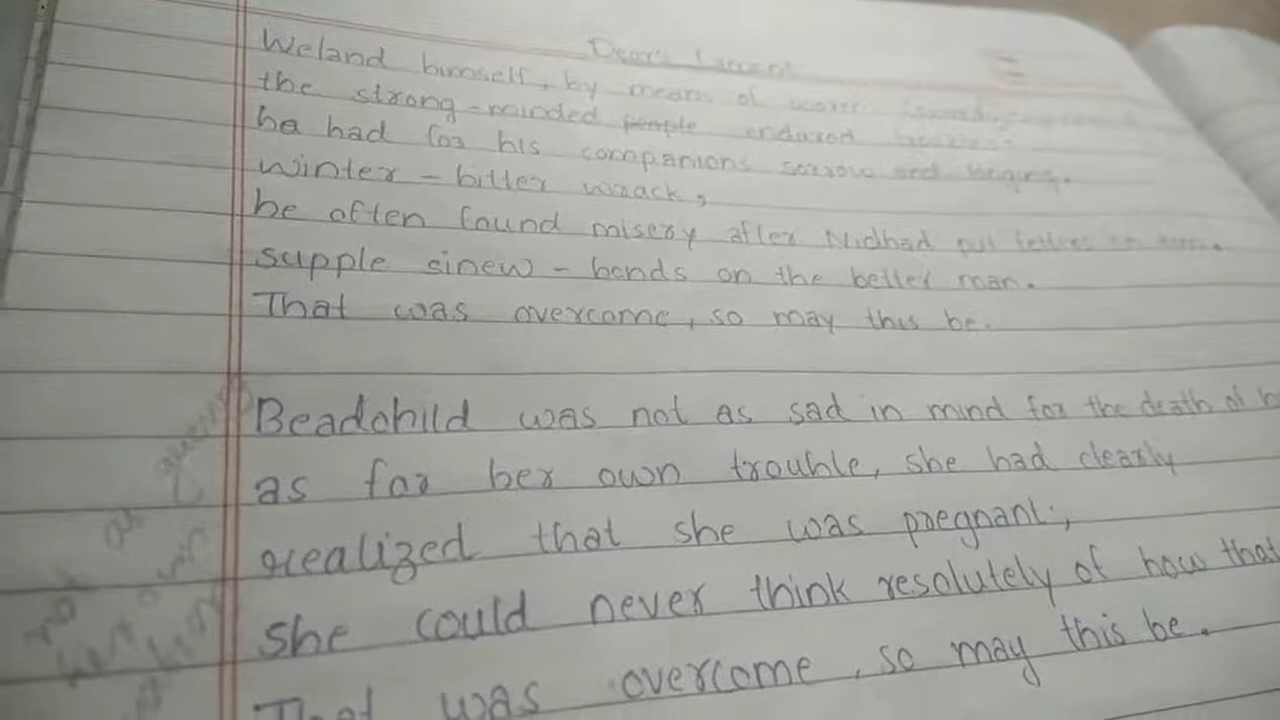 Deor's Lament
Weland himself, by means of
the strong-minded people endured
he had for his companions sorrow and longing.
winter-bitter wrack,
he often found misery after Nidhad put fetters on
supple sinew-bonds on the better man.
That was overcome, so may this be.
Beadohild was not as sad in mind for the death of
as for her own trouble, she had clearly
realized that she was pregnant;,
she could never think resolutely of how that
That was overcome, so may this be.